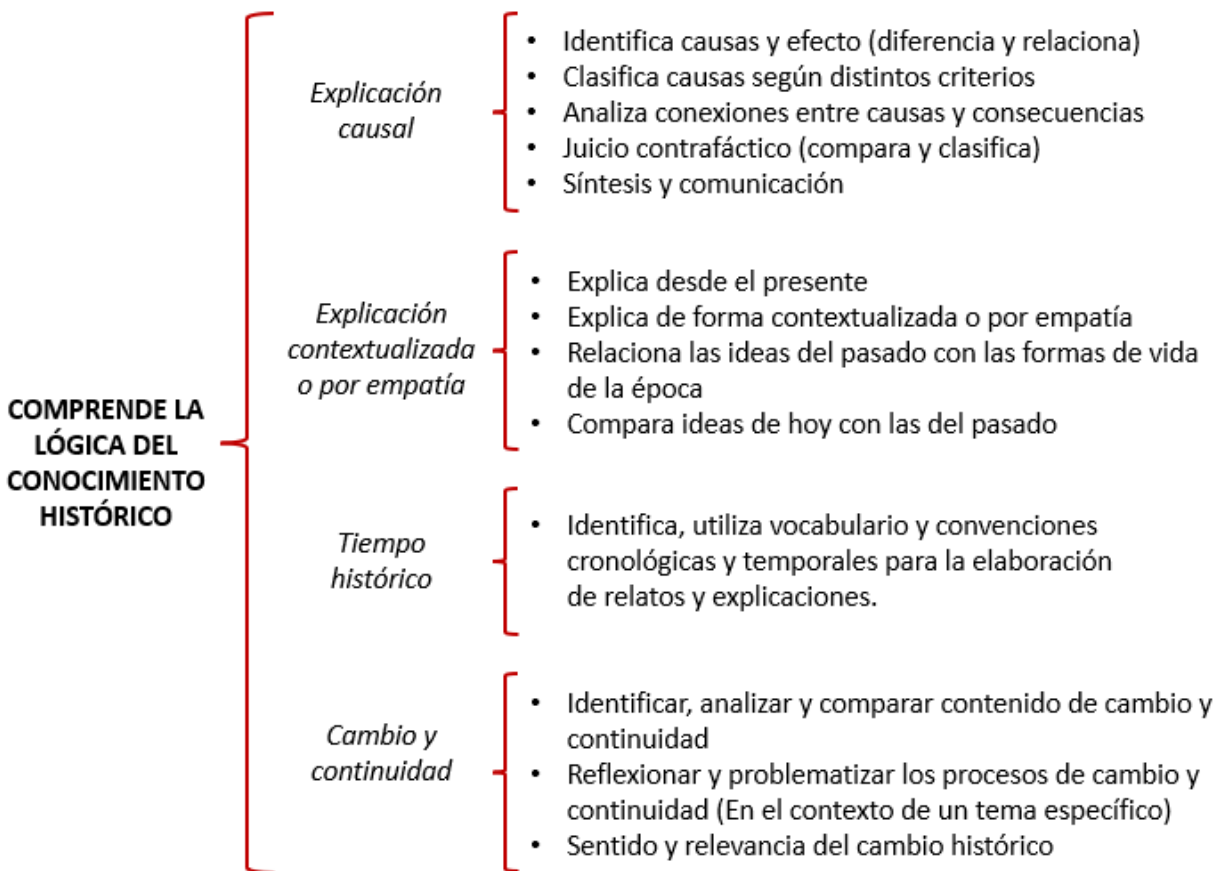 COMPRENDE LA
LÓGICA DEL
CONOCIMIENTO
HISTÓRICO
Explicación
causal
• Identifica causas y efecto (diferencia y relaciona)
• Clasifica causas según distintos criterios
• Analiza conexiones entre causas y consecuencias
• Juicio contrafáctico (compara y clasifica)
• Síntesis y comunicación
Explicación
contextualizada
o por empatía
• Explica desde el presente
• Explica de forma contextualizada o por empatía
• Relaciona las ideas del pasado con las formas de vida
de la época
• Compara ideas de hoy con las del pasado
Tiempo
histórico
• Identifica, utiliza vocabulario y convenciones
cronológicas y temporales para la elaboración
de relatos y explicaciones.
Cambio y
continuidad
• Identificar, analizar y comparar contenido de cambio y
continuidad
• Reflexionar y problematizar los procesos de cambio y
continuidad (En el contexto de un tema específico)
• Sentido y relevancia del cambio histórico